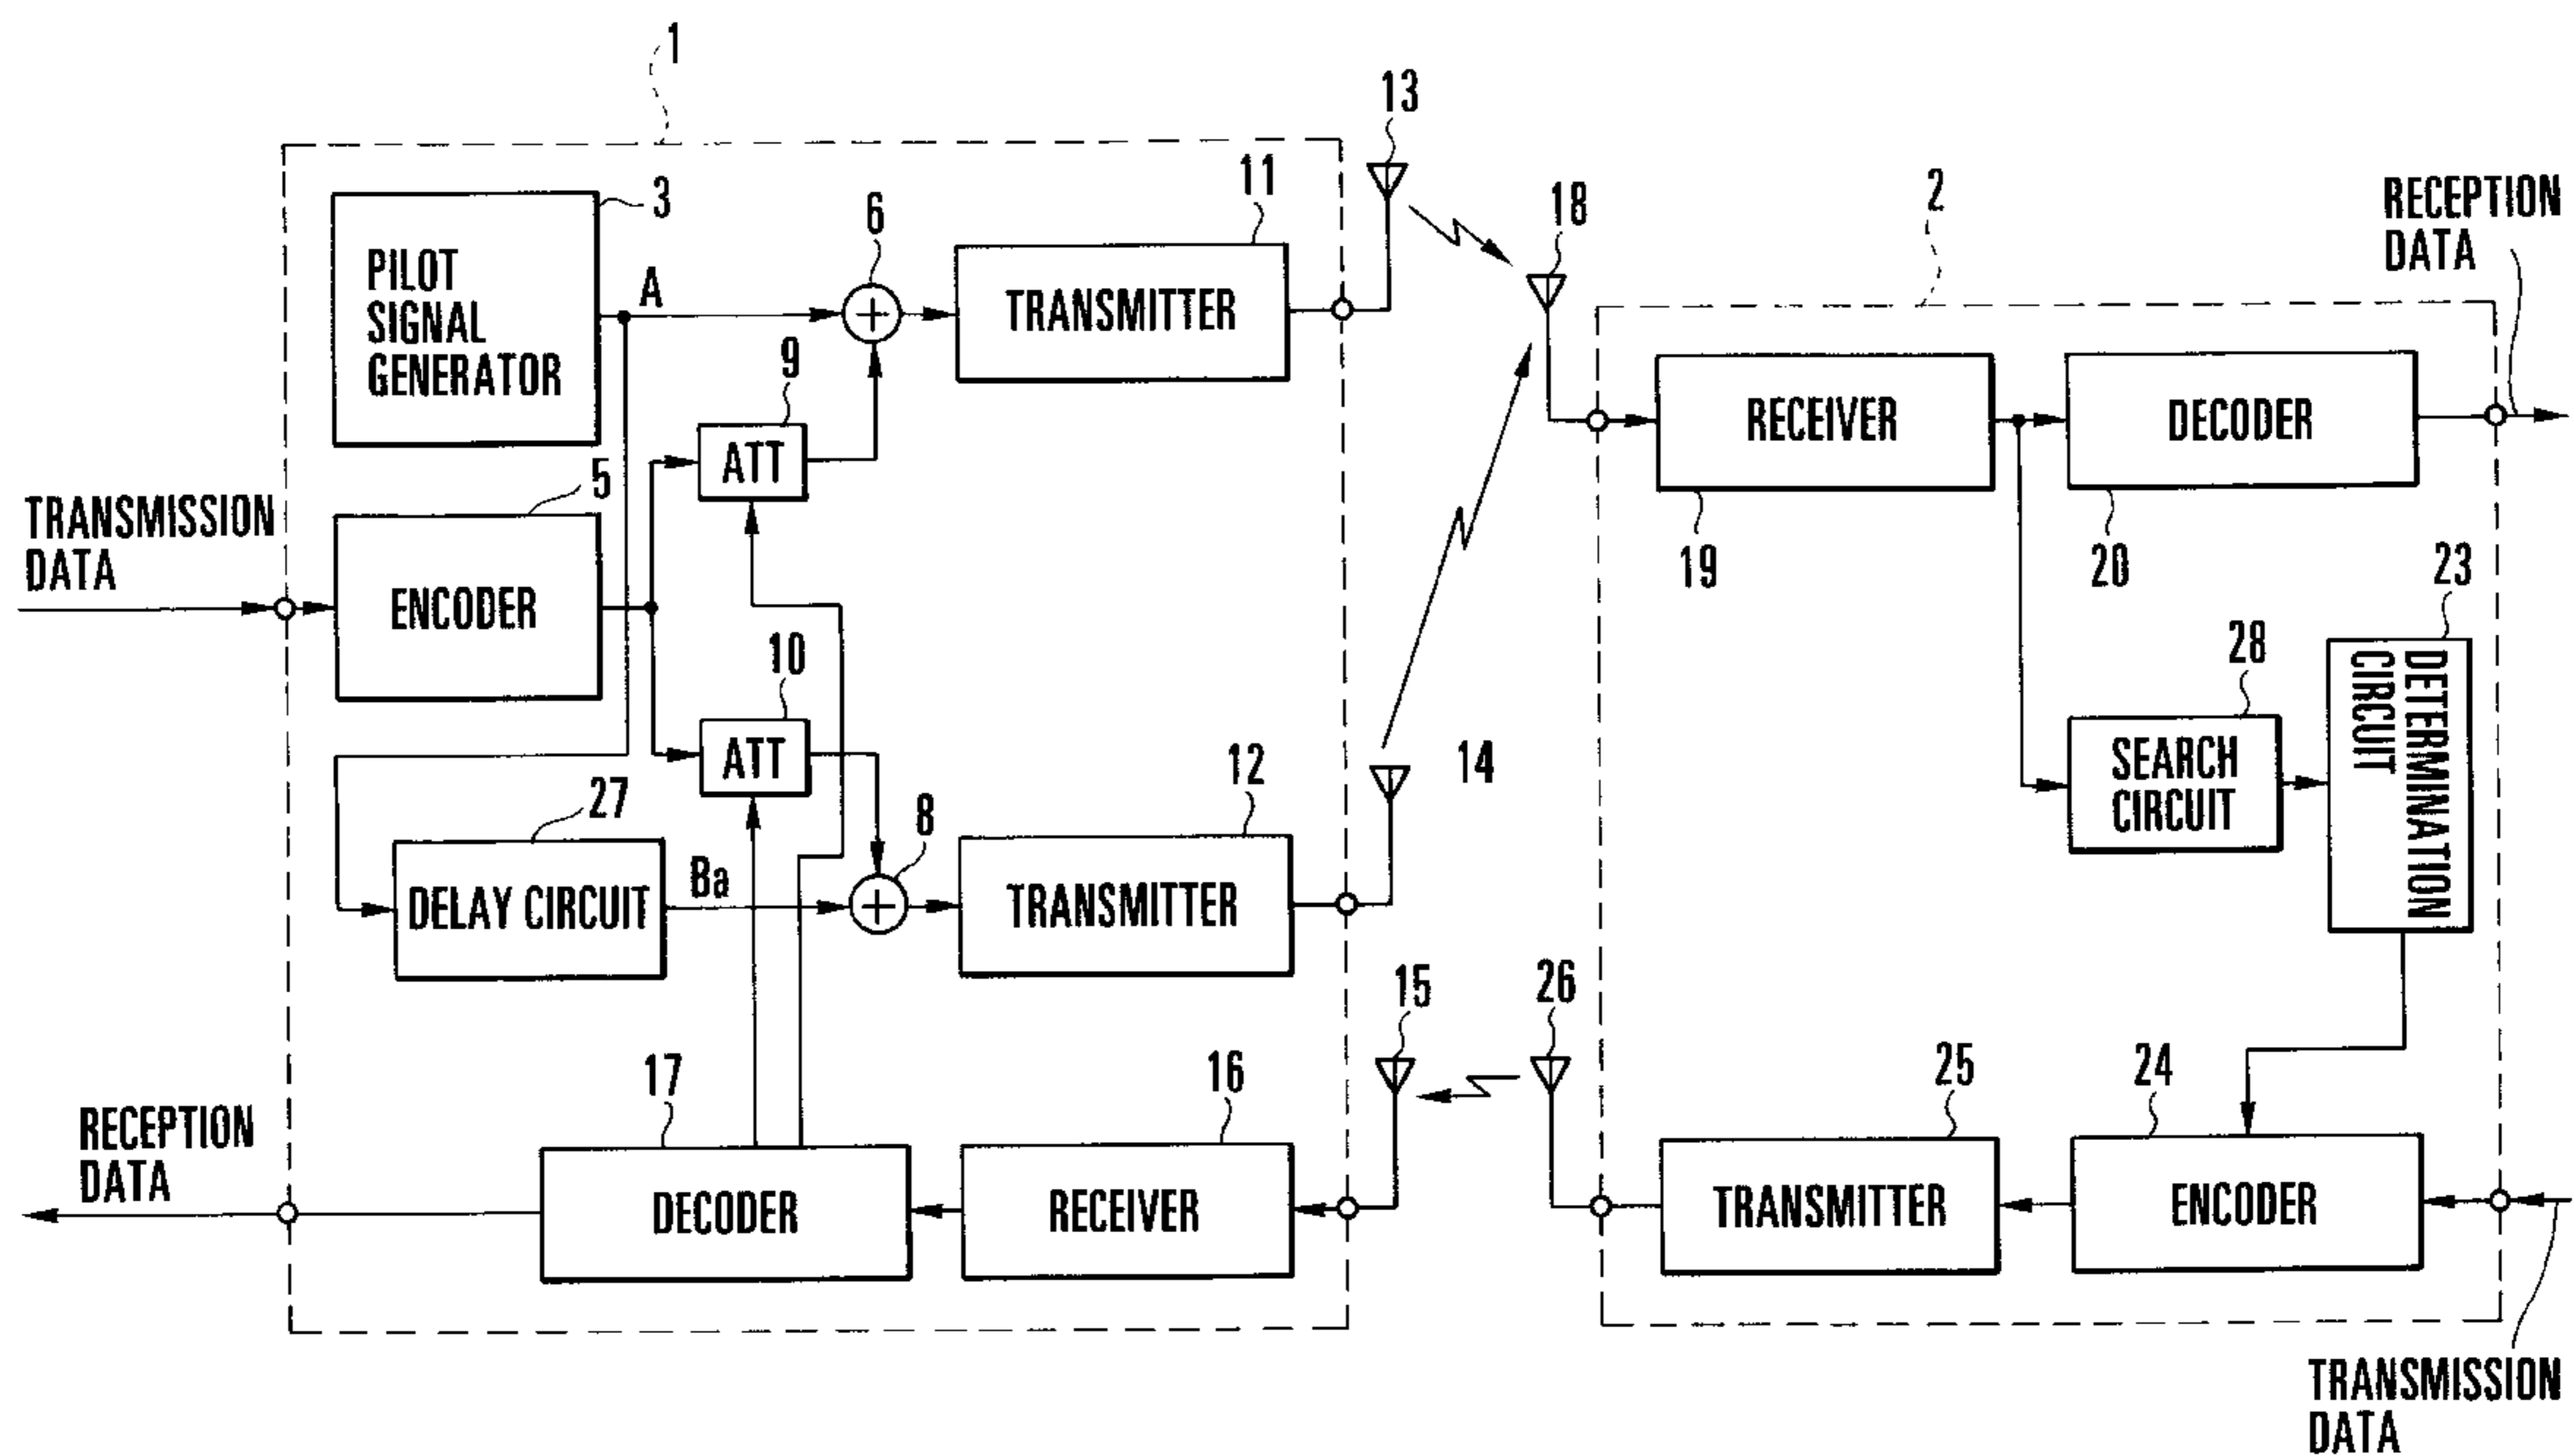 1
13
3
PILOT
SIGNAL
GENERATOR
A
6
11
TRANSMITTER
18
2
RECEPTION
DATA
9
ATT
RECEIVER
19
DECODER
20
TRANSMISSION
DATA
5
ENCODER
10
ATT
23
DETERMINATION
CIRCUIT
28
SEARCH
CIRCUIT
14
27
DELAY CIRCUIT
Ba
8
12
TRANSMITTER
15
26
RECEPTION
DATA
17
DECODER
16
RECEIVER
25
TRANSMITTER
24
ENCODER
TRANSMISSION
DATA